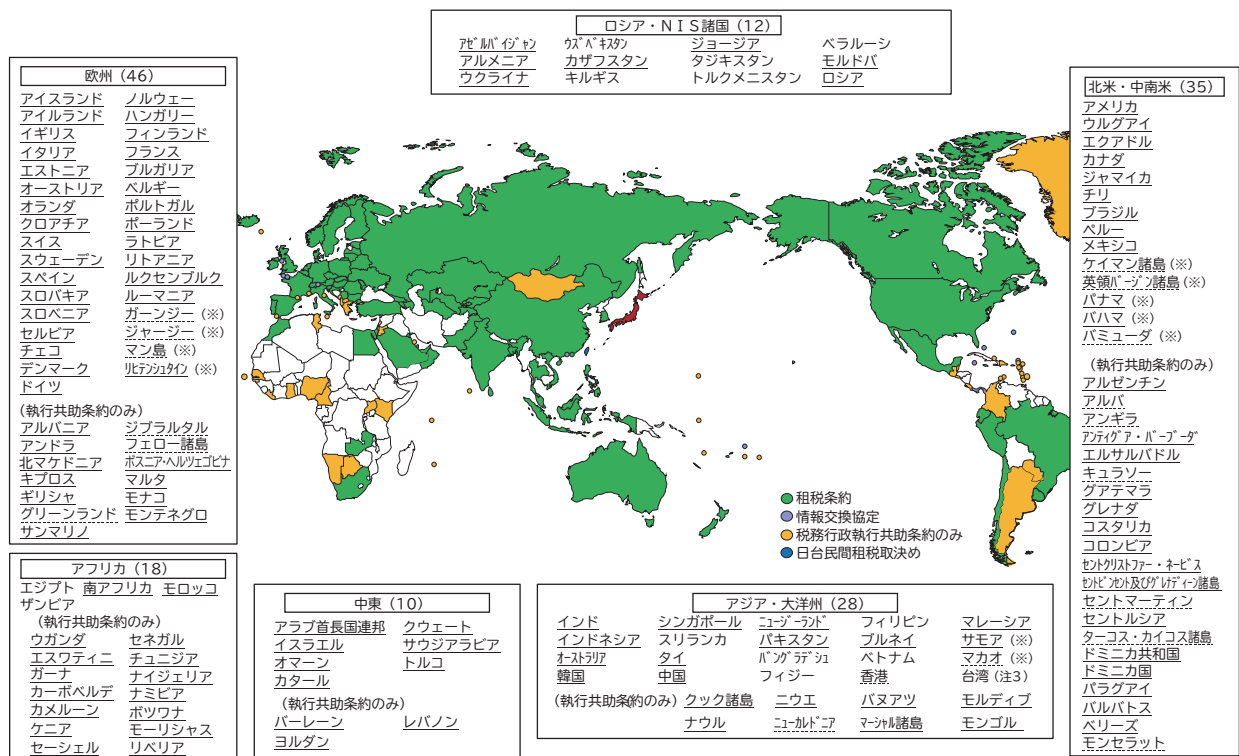 ロシア・NIS諸国（12）
ｱｾﾞﾙﾊﾞｲｼﾞｬﾝ ｳｽﾞﾍﾞｷｽﾀﾝ ジョージア ベラルーシ
アルメニア カザフスタン タジキスタン モルドバ
ウクライナ キルギス トルクメニスタン ロシア
欧州（46）
アイスランド ノルウェー
アイルランド ハンガリー
イギリス フィンランド
イタリア フランス
エストニア ブルガリア
オーストリア ベルギー
オランダ ポルトガル
クロアチア ポーランド
スイス ラトビア
スウェーデン リトアニア
スペイン ルクセンブルク
スロバキア ルーマニア
スロベニア ガーンジー（※）
セルビア ジャージー（※）
チェコ マン島（※）
デンマーク ﾘﾋﾃﾝｼｭﾀｲﾝ（※）
ドイツ
（執行共助条約のみ）
アルバニア ジブラルタル
アンドラ フェロー諸島
北マケドニア ﾎﾞｽﾆｱ・ﾍﾙﾂｪｺﾞﾋﾞﾅ
キプロス マルタ
ギリシャ モナコ
グリーンランド モンテネグロ
サンマリノ
北米・中南米（35）
アメリカ
ウルグアイ
エクアドル
カナダ
ジャマイカ
チリ
ブラジル
ペルー
メキシコ
ケイマン諸島（※）
英領ﾊﾞｰｼﾞﾝ諸島（※）
パナマ（※）
バハマ（※）
バミューダ（※）
（執行共助条約のみ）
アルゼンチン
アルバ
アンギラ
ｱﾝﾃｨｸﾞｱ・ﾊﾞｰﾌﾞｰﾀﾞ
エルサルバドル
キュラソー
グアテマラ
グレナダ
コスタリカ
コロンビア
ｾﾝﾄｸﾘｽﾄﾌｧｰ・ﾈｰﾋﾞｽ
ｾﾝﾄﾋﾞﾝｾﾝﾄ及びｸﾞﾚﾅﾃﾞｨｰﾝ諸島
セントマーティン
セントルシア
ターコス・カイコス諸島
ドミニカ共和国
ドミニカ国
パラグアイ
バルバトス
ベリーズ
モンセラット
租税条約
情報交換協定
税務行政執行共助条約のみ
日台民間租税取決め
アフリカ（18）
エジプト 南アフリカ モロッコ
ザンビア
（執行共助条約のみ）
ウガンダ セネガル
エスワティニ チュニジア
ガーナ ナイジェリア
カーボベルデ ナミビア
カメルーン ボツワナ
ケニア モーリシャス
セーシェル リベリア
中東（10）
アラブ首長国連邦 クウェート
イスラエル サウジアラビア
オマーン トルコ
カタール
（執行共助条約のみ）
バーレーン レバノン
ヨルダン
アジア・大洋州（28）
インド シンガポール ﾆｭｰｼﾞｰﾗﾝﾄﾞ フィリピン マレーシア
インドネシア スリランカ パキスタン ブルネイ サモア（※）
ｵｰｽﾄﾗﾘｱ タイ ﾊﾞﾝｸﾞﾗﾃﾞｼｭ ベトナム マカオ（※）
韓国 中国 フィジー 香港 台湾（注3）
（執行共助条約のみ） クック諸島 ニウエ バヌアツ モルディブ
ナウル ﾆｭｰｶﾚﾄﾞﾆｱ ﾏｰｼｬﾙ諸島 モンゴル